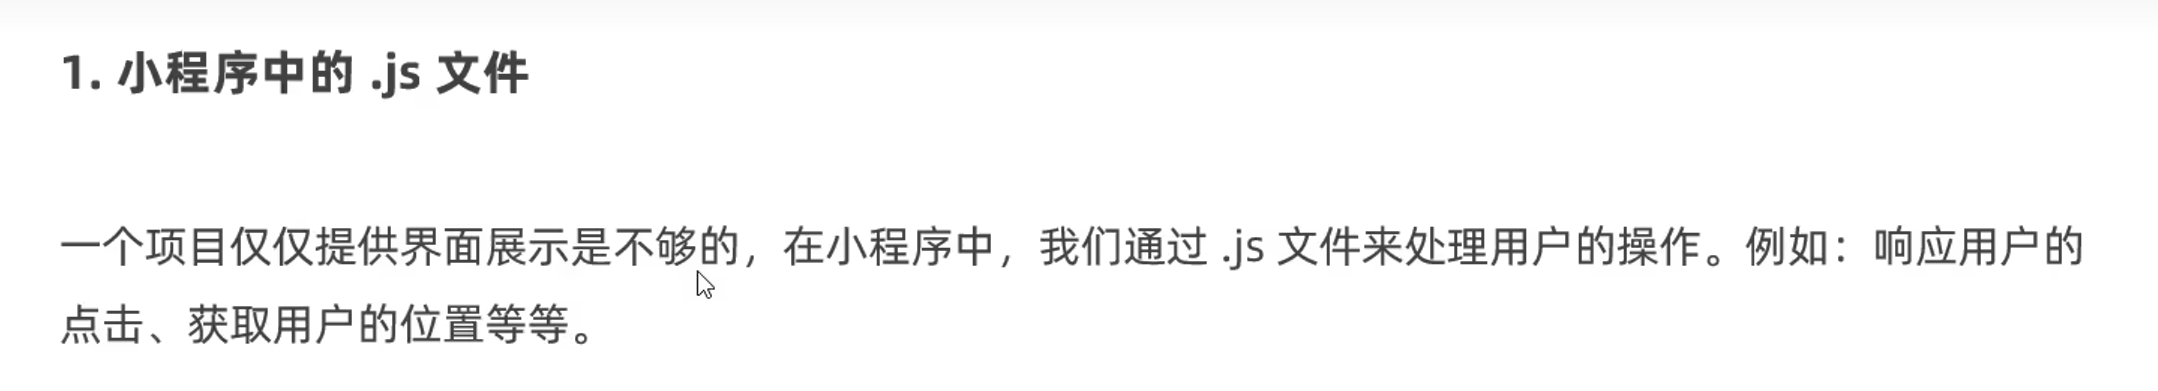 1. 小程序中的 .js 文件
一个项目仅仅提供界面展示是不够的，在小程序中，我们通过 .js 文件来处理用户的操作。例如：响应用户的
点击、获取用户的位置等等。